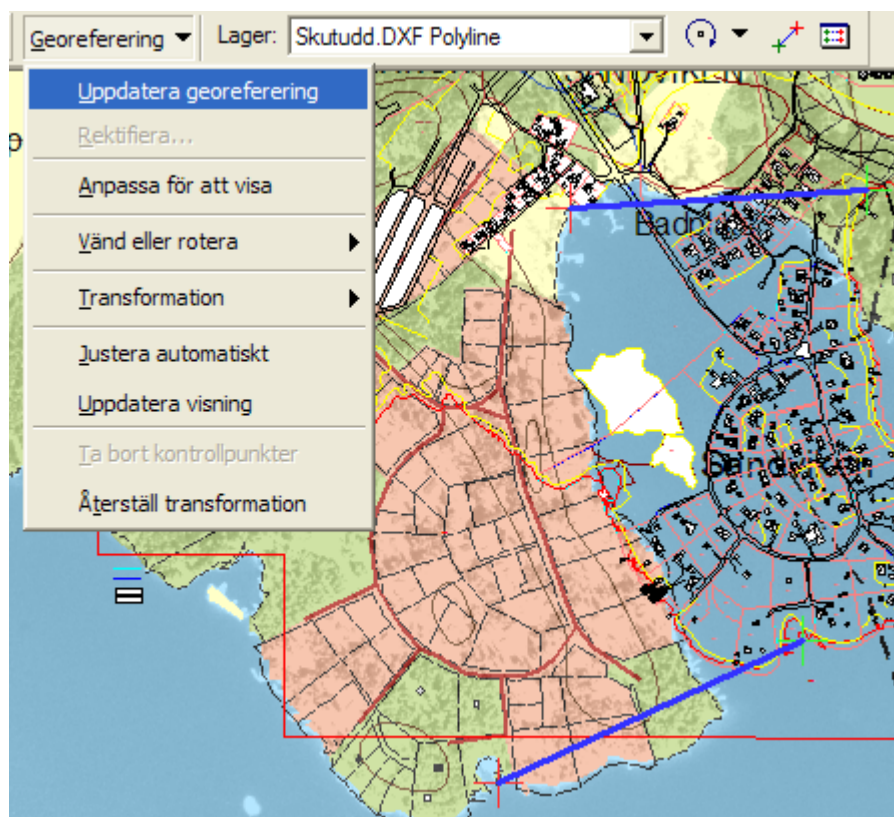 Georeferering Lager: Skutudd.DXF Polyline
Uppdatera georeferering
Rektifiera...
Anpassa för att visa
Vänd eller rotera
Transformation
Justera automatiskt
Uppdatera visning
Ta bort kontrollpunkter
Återställ transformation